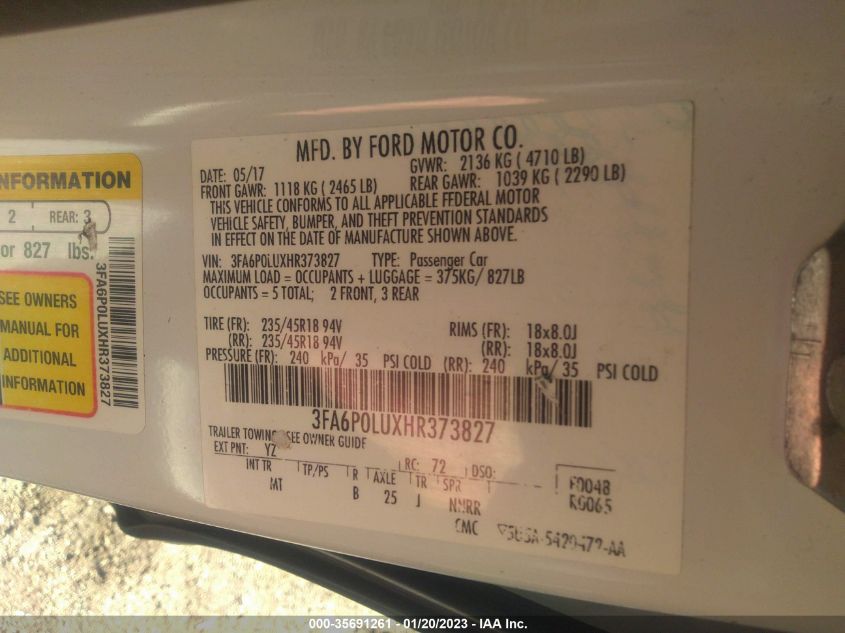 MFD. BY FORD MOTOR CO.
DATE: 05/17 GVWR: 2136 KG ( 4710 LB)
FRONT GAWR: 1118 KG ( 2465 LB) REAR GAWR: 1039 KG ( 2290 LB)
THIS VEHICLE CONFORMS TO ALL APPLICABLE FEDERAL MOTOR
VEHICLE SAFETY, BUMPER, AND THEFT PREVENTION STANDARDS
IN EFFECT ON THE DATE OF MANUFACTURE SHOWN ABOVE.
VIN: 3FA6P0LUXHR373827 TYPE: Passenger Car
MAXIMUM LOAD = OCCUPANTS + LUGGAGE = 375KG/ 827LB
OCCUPANTS = 5 TOTAL; 2 FRONT, 3 REAR
TIRE (FR): 235/45R18 94V RIMS (FR): 18x8.0J
(RR): 235/45R18 94V (RR): 18x8.0J
PRESSURE (FR): 240 kPa/ 35 PSI COLD (RR): 240 kPa/ 35 PSI COLD
3FA6P0LUXHR373827
TRAILER TOWING SEE OWNER GUIDE
EXT PNT: YZ RC: 72 DSO:
INT TR TP/PS R AXLE TR SPR F0048
MT B 25 J NNRR R0065
NFORMATION
2 REAR: 3
or 827 lbs.
SEE OWNERS
MANUAL FOR
ADDITIONAL
INFORMATION
3FA6P0LUXHR373827
000-35691261 - 01/20/2023 - IAA Inc.